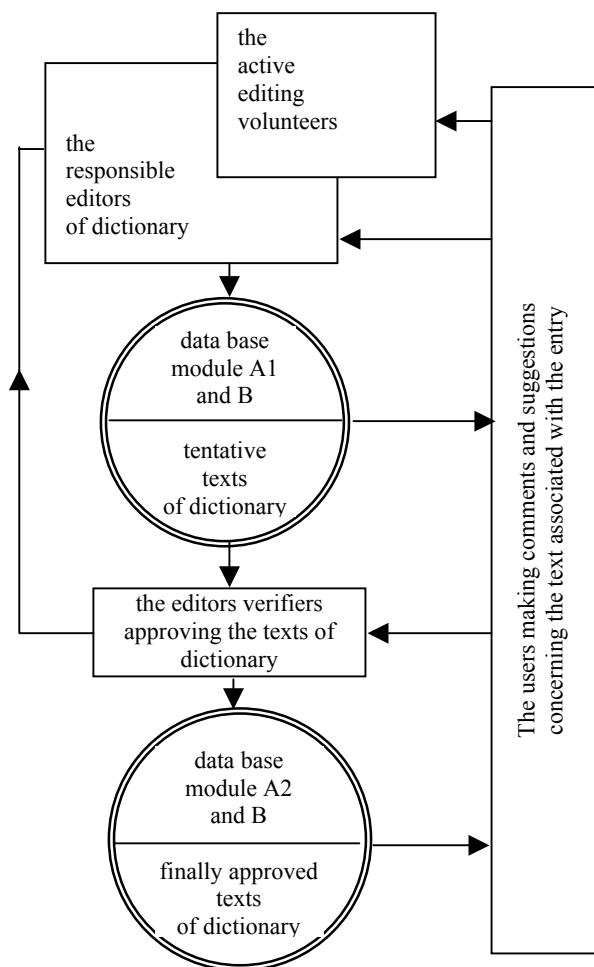 the
active
editing
volunteers
the
responsible
editors
of dictionary
data base
module A1
and B
tentative
texts
of dictionary
the editors verifiers
approving the texts of
dictionary
data base
module A2
and B
finally approved
texts
of dictionary
The users making comments and suggestions
concerning the text associated with the entry